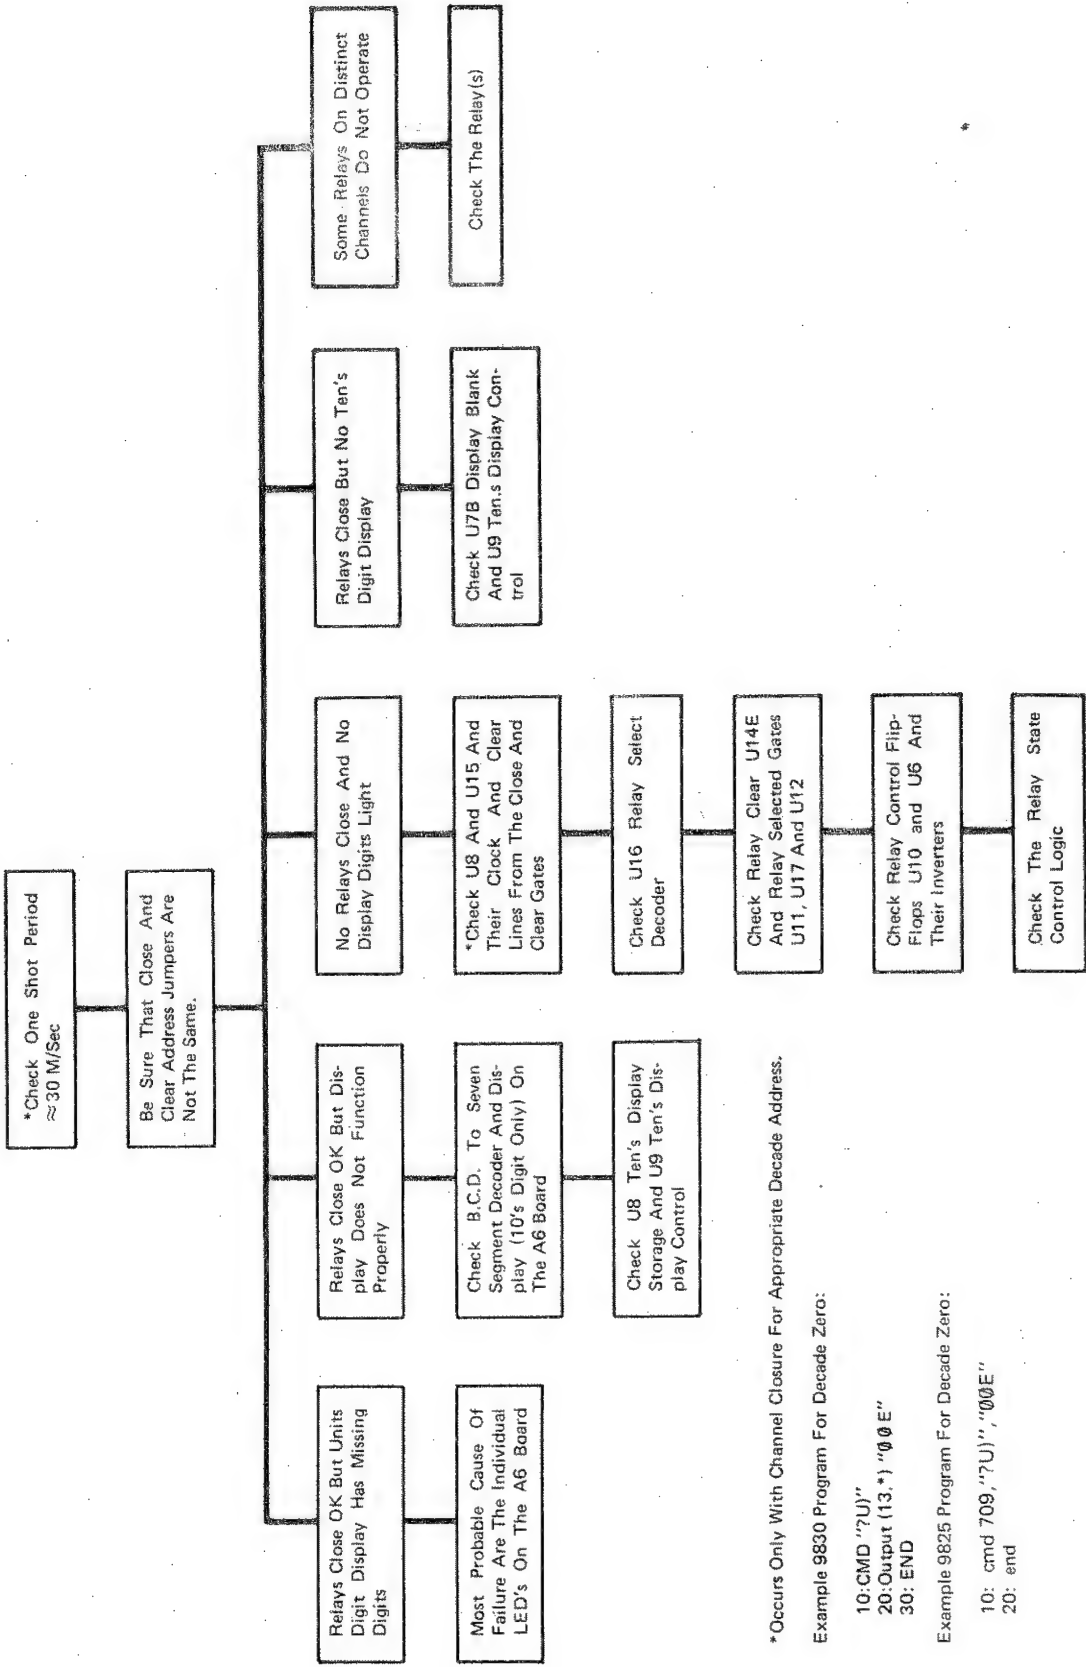 *Check One Shot Period
≈30 M/Sec
Be Sure That Close And
Clear Address Jumpers Are
Not The Same.
Relays Close OK But Units
Digit Display Has Missing
Digits
Most Probable Cause Of
Failure Are The Individual
LED's On The A6 Board
Relays Close OK But Dis-
play Does Not Function
Properly
Check B.C.D. To Seven
Segment Decoder And Dis-
play (10's Digit Only) On
The A6 Board
Check U8 Ten's Display
Storage And U9 Ten's Dis-
play Control
No Relays Close And No
Display Digits Light
*Check U8 And U15 And
Their Clock And Clear
Lines From The Close And
Clear Gates
Check U16 Relay Select
Decoder
Check Relay Clear U14E
And Relay Selected Gates
U11, U17 And U12
Check Relay Control Flip-
Flops U10 and U6 And
Their Inverters
Check The Relay State
Control Logic
Relays Close But No Ten's
Digit Display
Check U7B Display Blank
And U9 Ten.s Display Con-
trol
Some Relays On Distinct
Channels Do Not Operate
Check The Relay(s)
*Occurs Only With Channel Closure For Appropriate Decade Address.
Example 9830 Program For Decade Zero:
10:CMD "?U)"
20:Output (13,*) "ØØE"
30: END
Example 9825 Program For Decade Zero:
10: cmd 709,"?U)","ØØE"
20: end